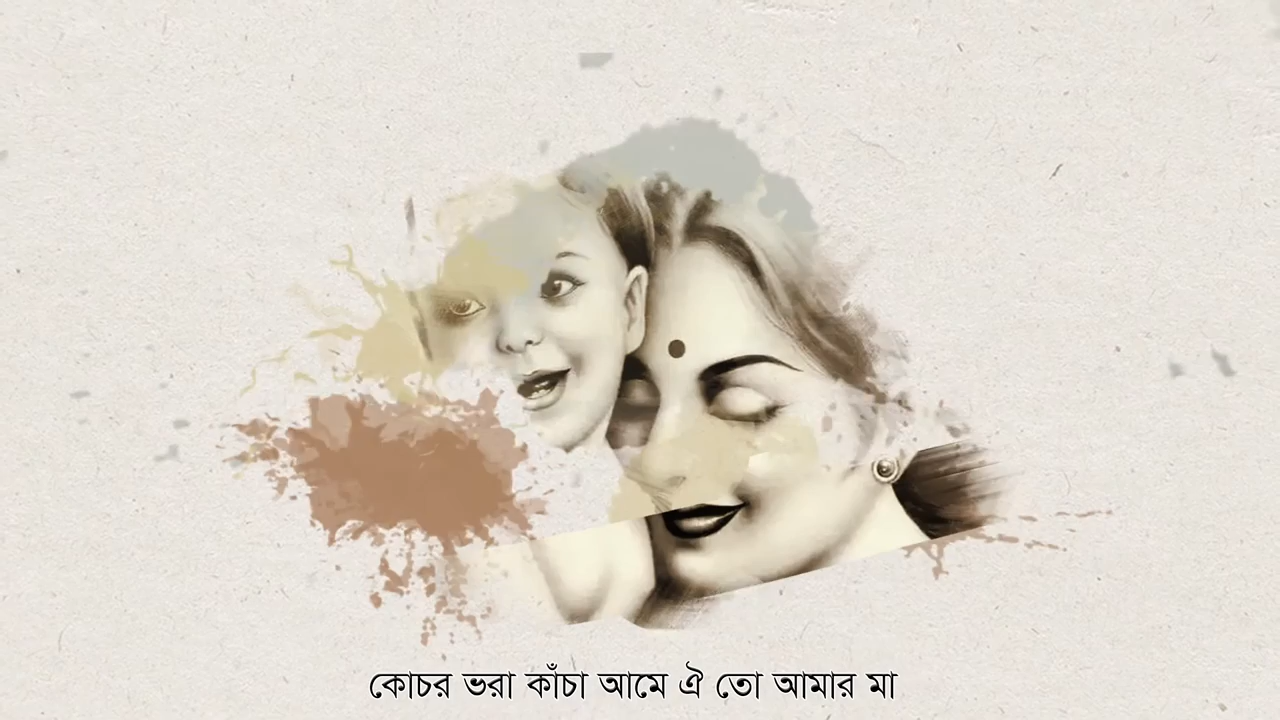 কোচর ভরা কাঁচা আমে ঐ তো আমার মা